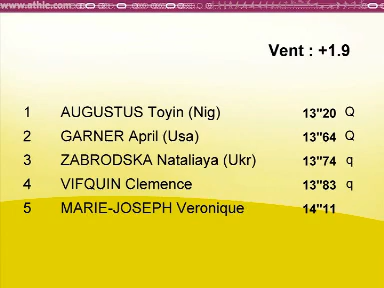 www.athle.com
Vent : +1.9
1 AUGUSTUS Toyin (Nig) 13"20 Q
2 GARNER April (Usa) 13"64 Q
3 ZABRODSKA Nataliaya (Ukr) 13"74 q
4 VIFQUIN Clemence 13"83 q
5 MARIE-JOSEPH Veronique 14"11